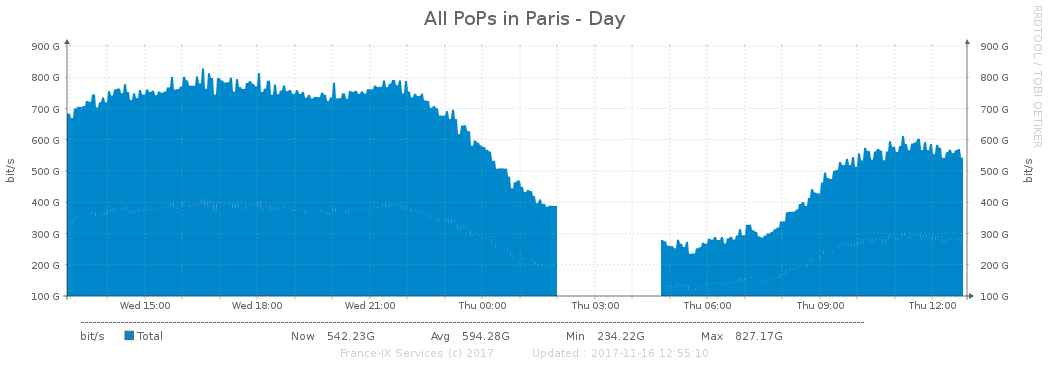 All PoPs in Paris - Day
RRDTOOL / TOBI OETIKER
900 G 900 G
800 G 800 G
700 G 700 G
600 G 600 G
500 G 500 G
400 G 400 G
300 G 300 G
200 G 200 G
100 G 100 G
bit/s
bit/s
Wed 15:00 Wed 18:00 Wed 21:00 Thu 00:00 Thu 03:00 Thu 06:00 Thu 09:00 Thu 12:00
bit/s Total Now 542.23G Avg 594.28G Min 234.22G Max 827.17G
France-IX Services (c) 2017 Updated : 2017-11-16 12:55:10